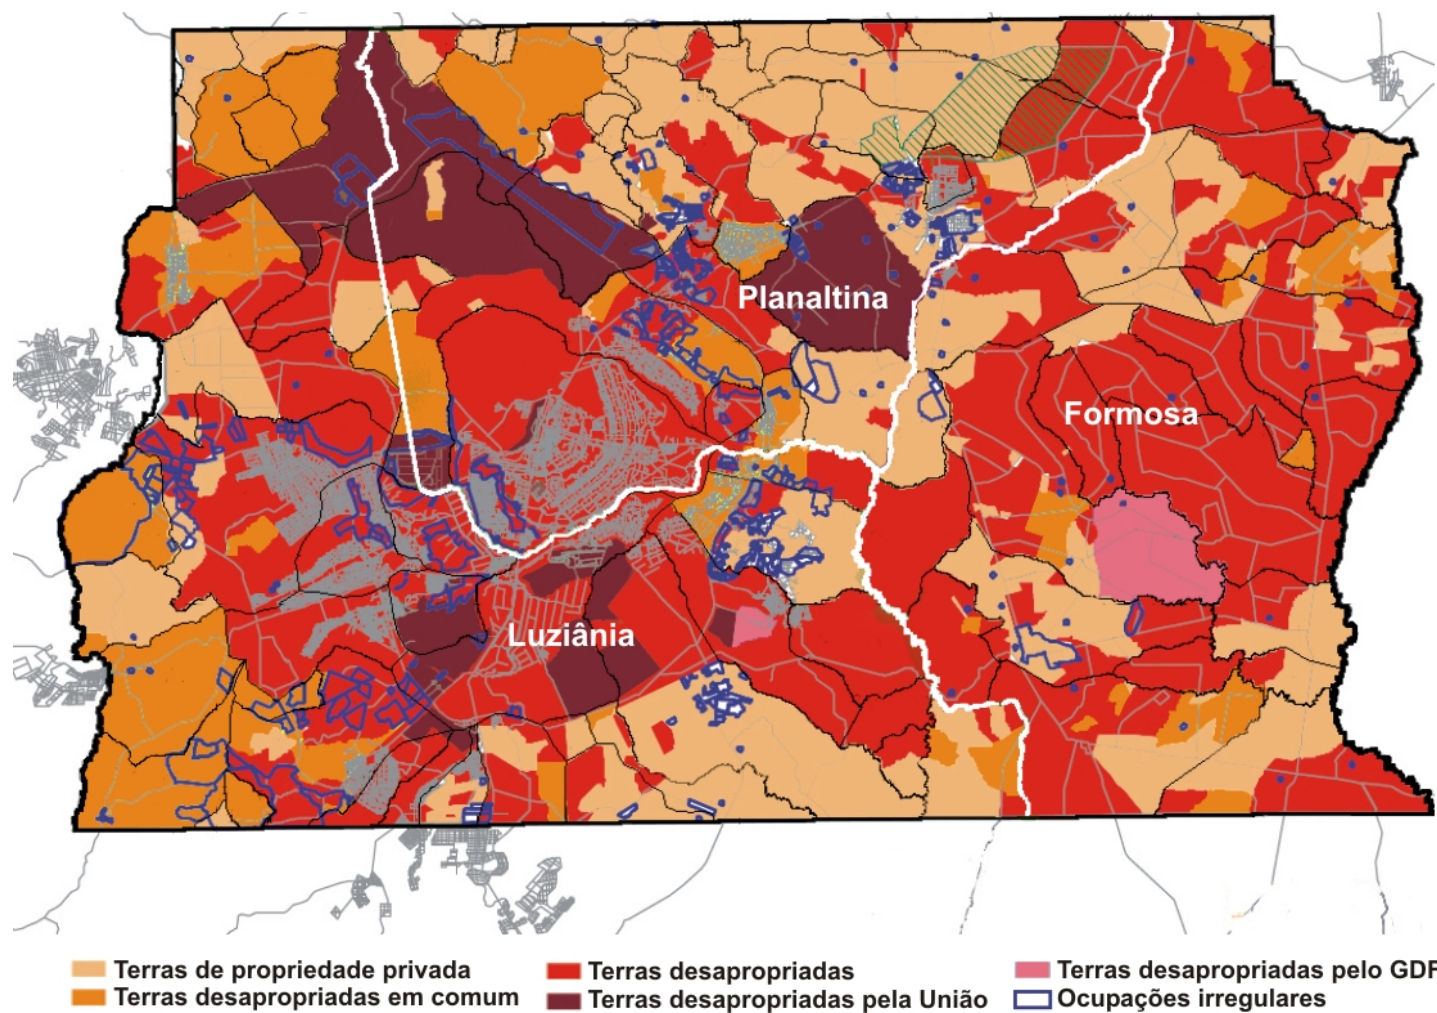 Planaltina
Formosa
Luziânia
Terras de propriedade privada
Terras desapropriadas
Terras desapropriadas pelo GDF
Terras desapropriadas em comum
Terras desapropriadas pela União
Ocupações irregulares